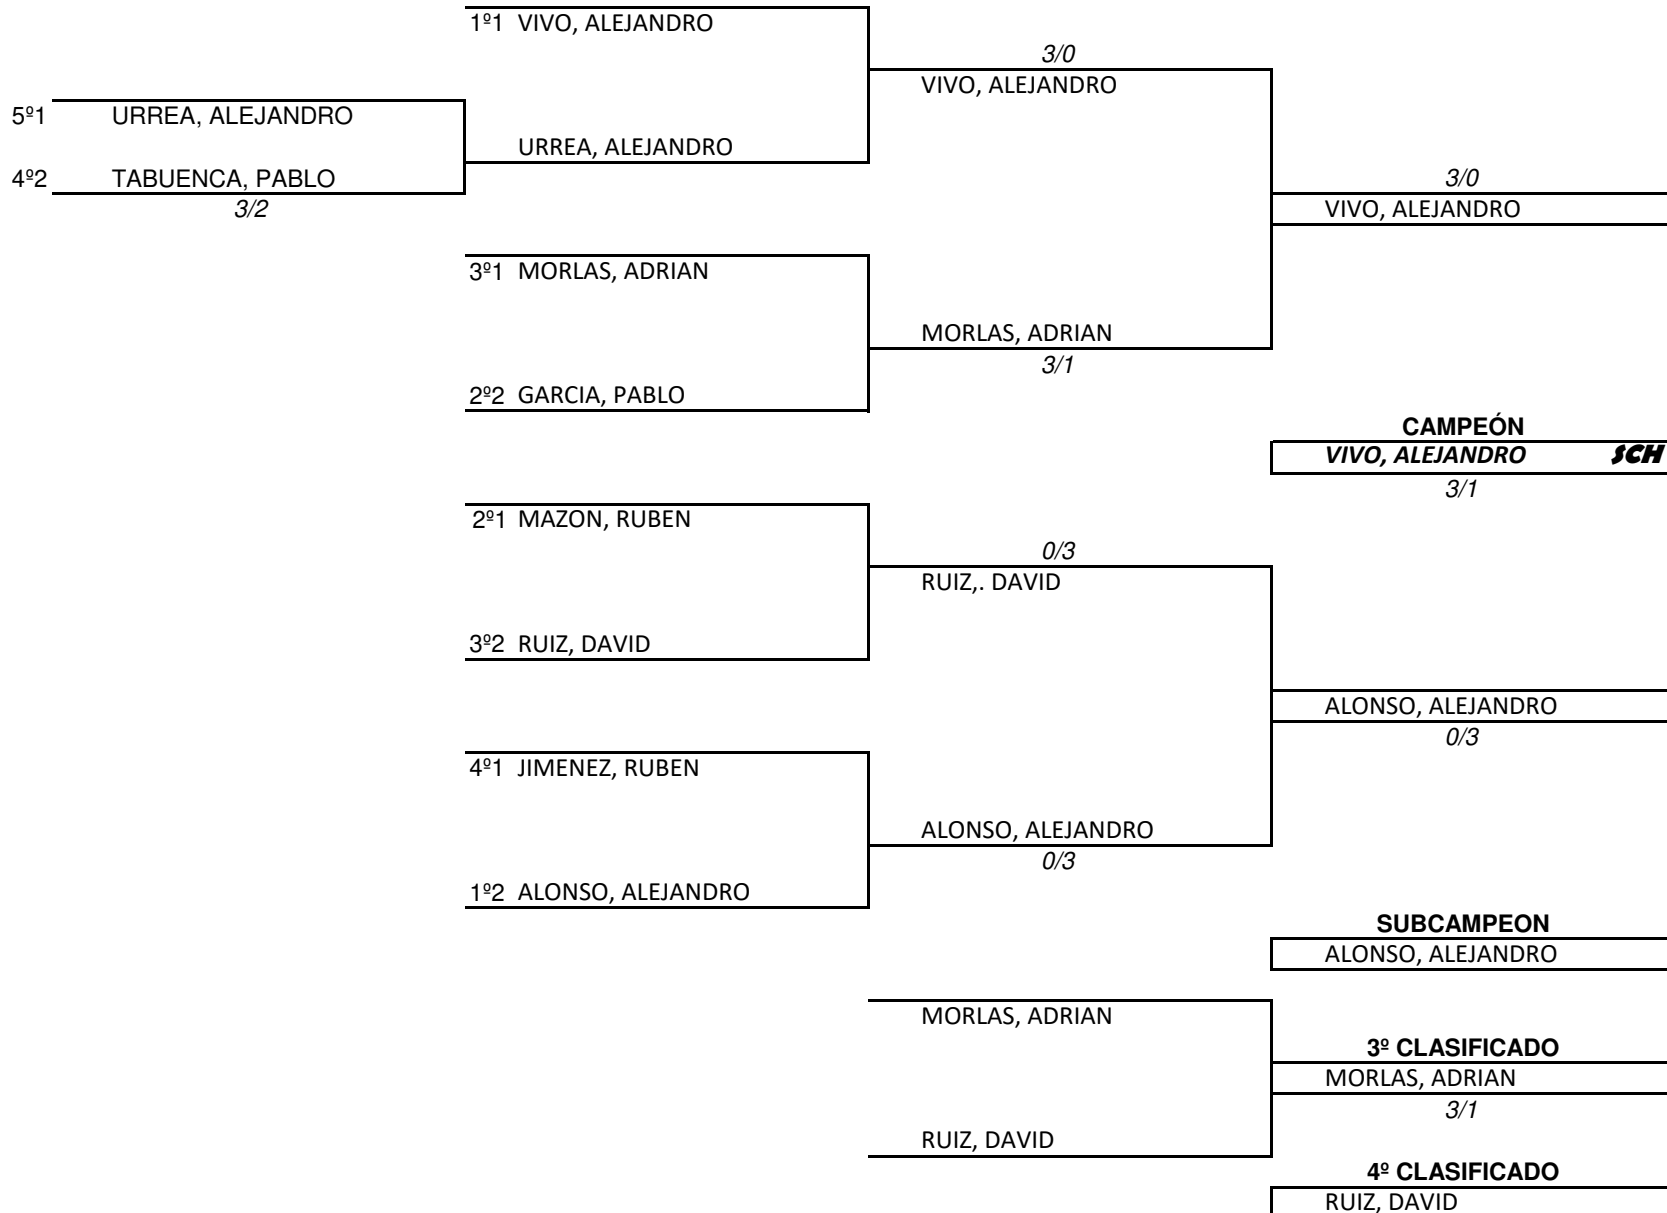 1º1 VIVO, ALEJANDRO
3/0
VIVO, ALEJANDRO
5º1 URREA, ALEJANDRO
URREA, ALEJANDRO
4º2 TABUENCA, PABLO
3/2
3/0
VIVO, ALEJANDRO
3º1 MORLAS, ADRIAN
MORLAS, ADRIAN
3/1
2º2 GARCIA, PABLO
CAMPEÓN
VIVO, ALEJANDRO SCH
3/1
2º1 MAZON, RUBEN
0/3
RUIZ,. DAVID
3º2 RUIZ, DAVID
ALONSO, ALEJANDRO
0/3
4º1 JIMENEZ, RUBEN
ALONSO, ALEJANDRO
0/3
1º2 ALONSO, ALEJANDRO
SUBCAMPEON
ALONSO, ALEJANDRO
MORLAS, ADRIAN
3º CLASIFICADO
MORLAS, ADRIAN
3/1
RUIZ, DAVID
4º CLASIFICADO
RUIZ, DAVID